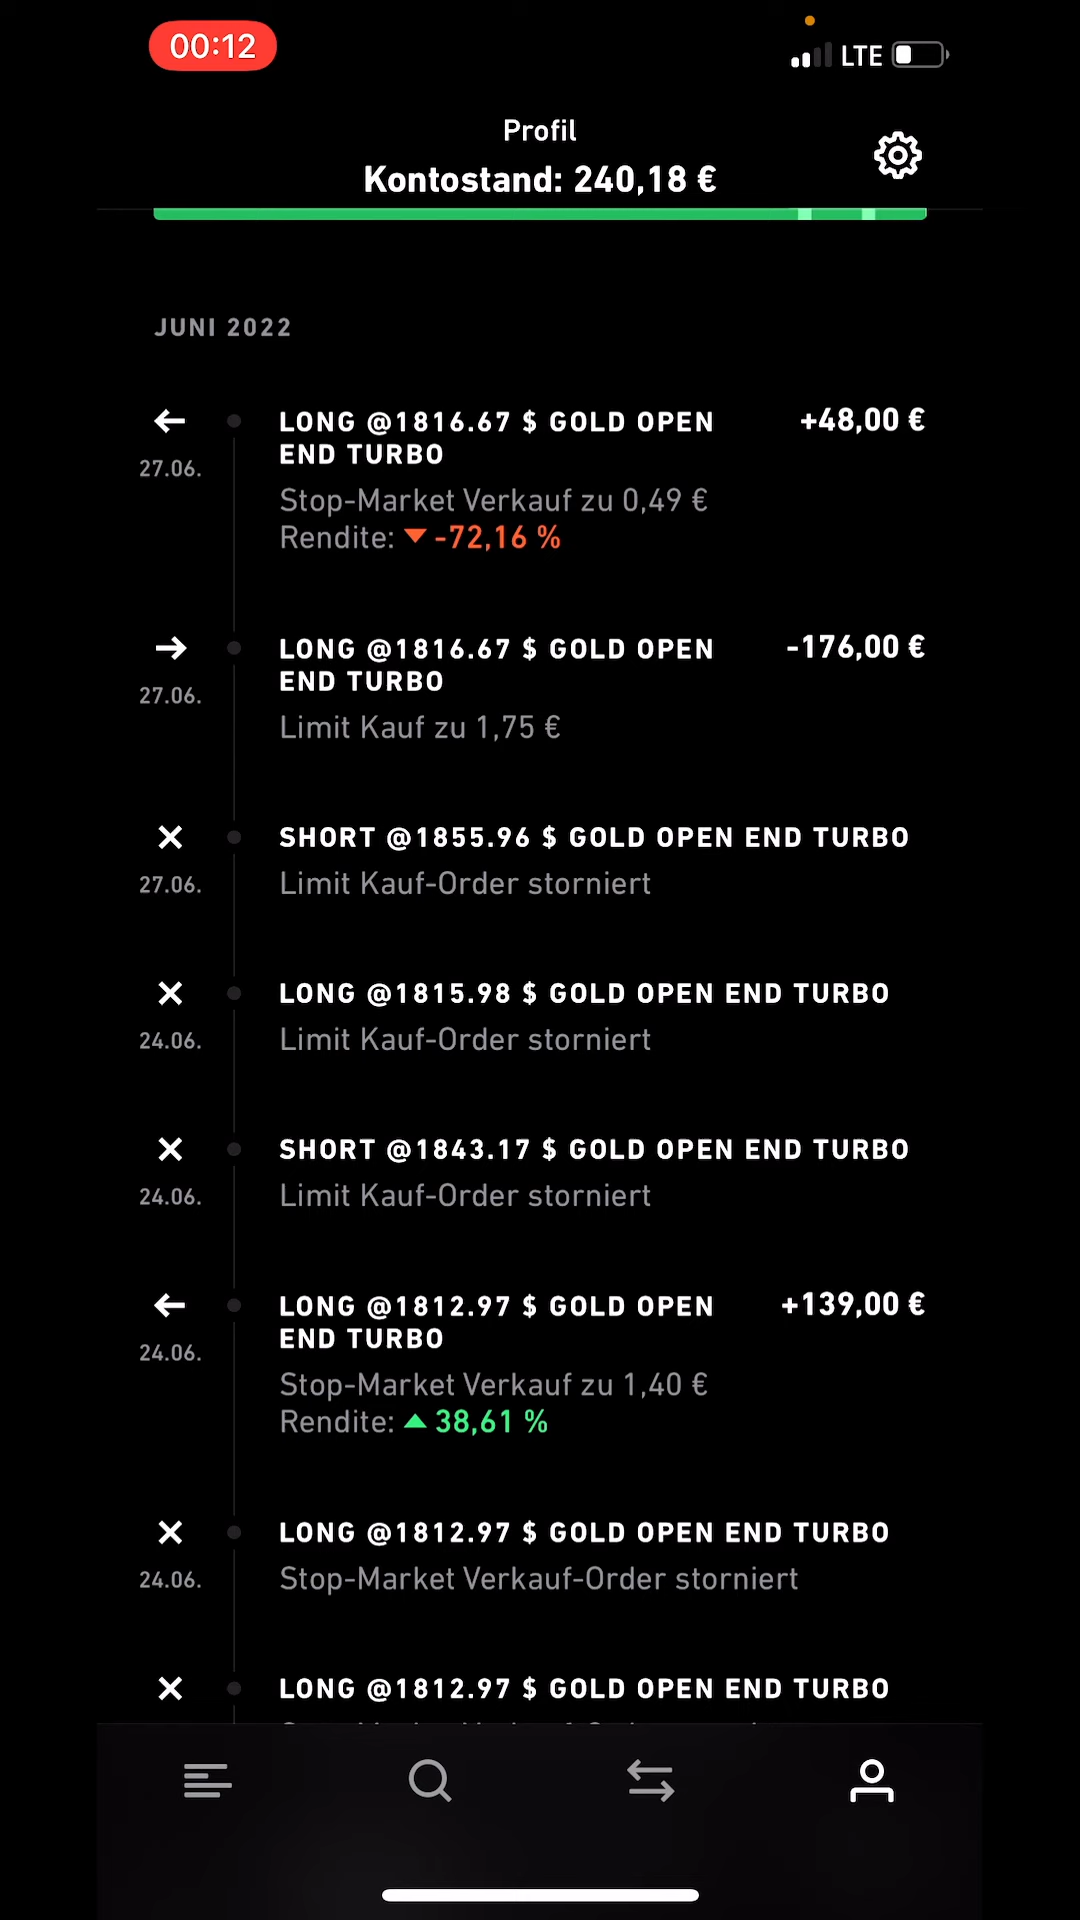 00:12
LTE
Profil
Kontostand: 240,18 €
JUNI 2022
LONG @1816.67 $ GOLD OPEN
END TURBO
+48,00 €
27.06.
Stop-Market Verkauf zu 0,49 €
Rendite: ▼ -72,16 %
LONG @1816.67 $ GOLD OPEN
END TURBO
-176,00 €
27.06.
Limit Kauf zu 1,75 €
SHORT @1855.96 $ GOLD OPEN END TURBO
27.06.
Limit Kauf-Order storniert
LONG @1815.98 $ GOLD OPEN END TURBO
24.06.
Limit Kauf-Order storniert
SHORT @1843.17 $ GOLD OPEN END TURBO
24.06.
Limit Kauf-Order storniert
LONG @1812.97 $ GOLD OPEN
END TURBO
+139,00 €
24.06.
Stop-Market Verkauf zu 1,40 €
Rendite: ▲ 38,61 %
LONG @1812.97 $ GOLD OPEN END TURBO
24.06.
Stop-Market Verkauf-Order storniert
LONG @1812.97 $ GOLD OPEN END TURBO